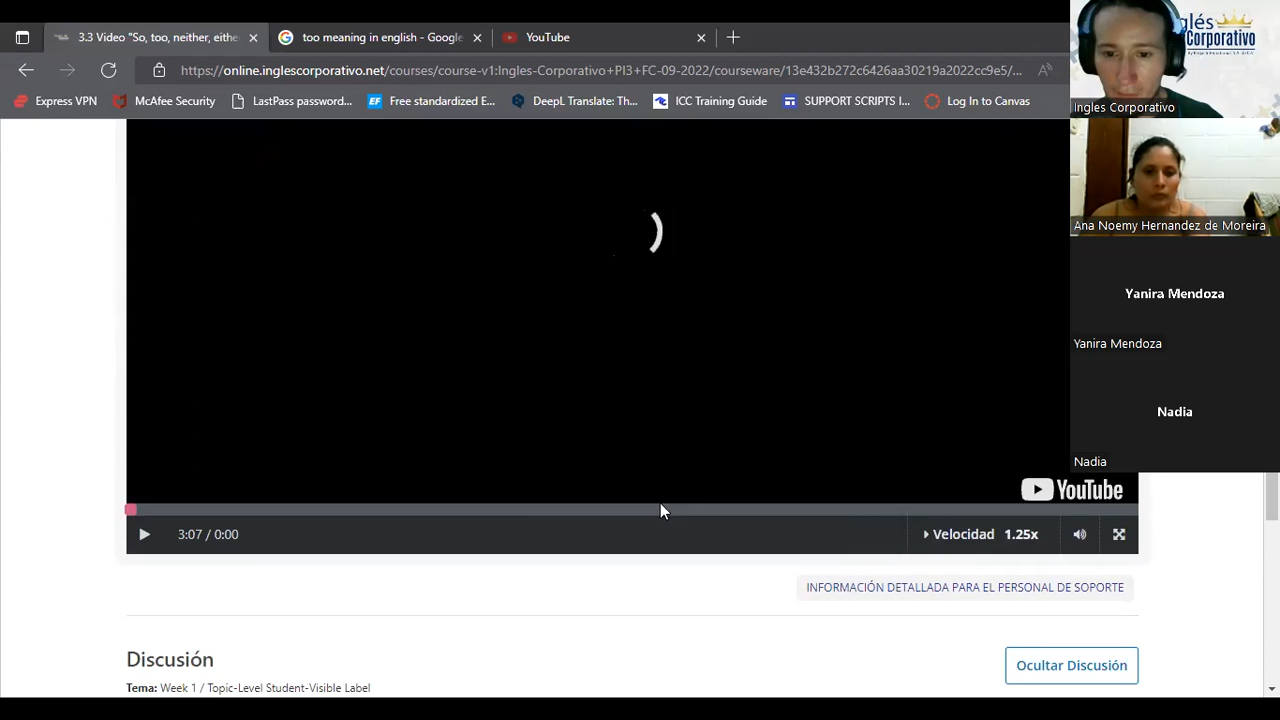 3.3 Video "So, too, neither, eithe
too meaning in english - Google
YouTube
https://online.inglescorporativo.net/courses/course-v1:Ingles-Corporativo+PI3+FC-09-2022/courseware/13e432b272c6426aa30219a2022cc9e5/...
Express VPN
McAfee Security
LastPass password...
EF
Free standardized E...
DeepL Translate: Th...
ICC Training Guide
SUPPORT SCRIPTS I...
Log In to Canvas
glés
Corporativo
Ingles Corporativo
Ana Noemy Hernandez de Moreira
Yanira Mendoza
Yanira Mendoza
Nadia
Nadia
YouTube
3:07 / 0:00
Velocidad 1.25x
INFORMACIÓN DETALLADA PARA EL PERSONAL DE SOPORTE
Discusión
Ocultar Discusión
Tema: Week 1 / Topic-Level Student-Visible Label